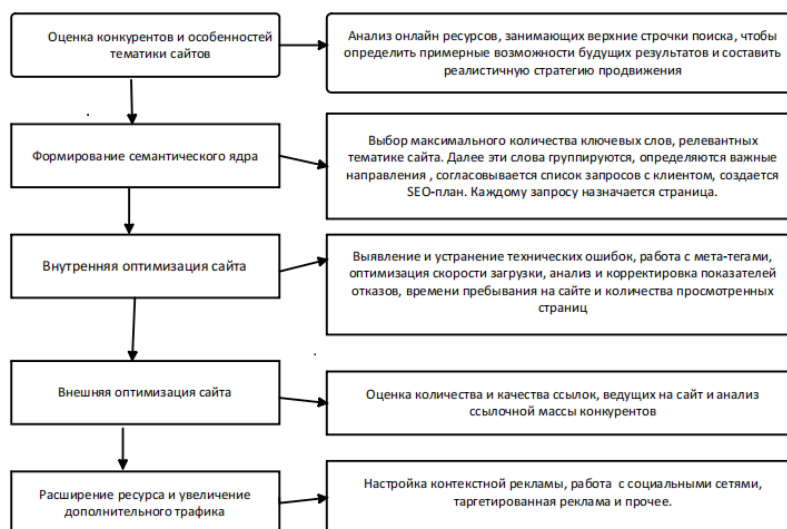 Оценка конкурентов и особенностей
тематики сайтов
Анализ онлайн ресурсов, занимающих верхние строчки поиска, чтобы
определить примерные возможности будущих результатов и составить
реалистичную стратегию продвижения
Формирование семантического ядра
Выбор максимального количества ключевых слов, релевантных
тематике сайта. Далее эти слова группируются, определяются важные
направления , согласовывается список запросов с клиентом, создается
SEO-план. Каждому запросу назначается страница.
Внутренняя оптимизация сайта
Выявление и устранение технических ошибок, работа с мета-тегами,
оптимизация скорости загрузки, анализ и корректировка показателей
отказов, времени пребывания на сайте и количества просмотренных
страниц
Внешняя оптимизация сайта
Оценка количества и качества ссылок, ведущих на сайт и анализ
ссылочной массы конкурентов
Расширение ресурса и увеличение
дополнительного трафика
Настройка контекстной рекламы, работа с социальными сетями,
таргетированная реклама и прочее.